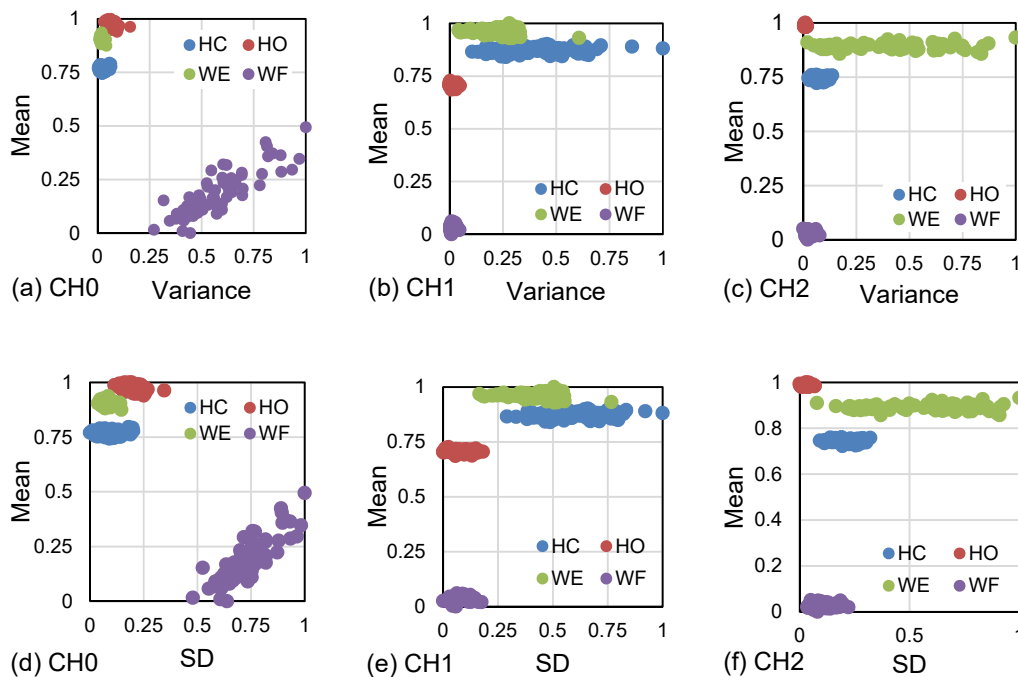 1
0.75
0.5
0.25
0
Mean
HC HO
WE WF
0 0.25 0.5 0.75 1
(a) CH0 Variance
1
0.75
0.5
0.25
0
Mean
HC HO
WE WF
0 0.25 0.5 0.75 1
(b) CH1 Variance
1
0.75
0.5
0.25
0
Mean
HC HO
WE WF
0 0.25 0.5 0.75 1
(c) CH2 Variance
1
0.75
0.5
0.25
0
Mean
HC HO
WE WF
0 0.25 0.5 0.75 1
(d) CH0 SD
1
0.75
0.5
0.25
0
Mean
HC HO
WE WF
0 0.25 0.5 0.75 1
(e) CH1 SD
1
0.8
0.6
0.4
0.2
0
Mean
HC HO
WE WF
0 0.5 1
(f) CH2 SD